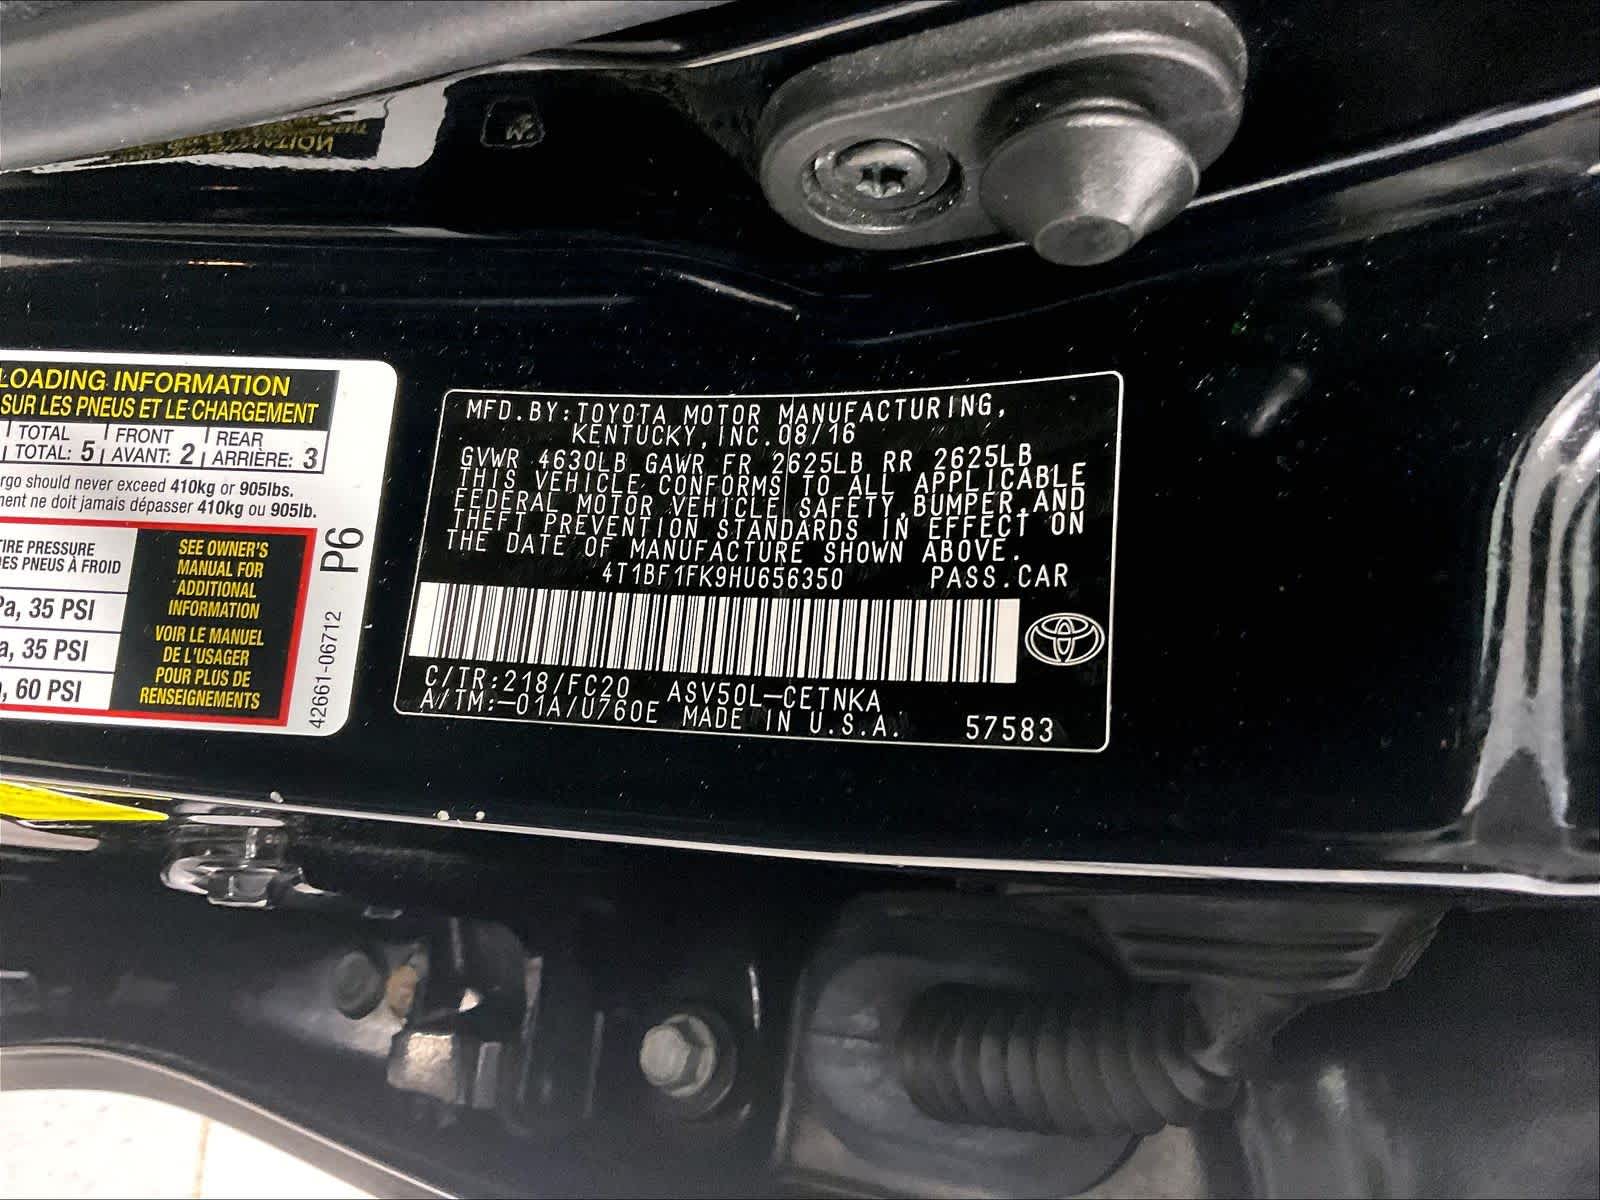 LOADING INFORMATION
SUR LES PNEUS ET LE CHARGEMENT
TOTAL FRONT REAR
TOTAL: 5 AVANT: 2 ARRIÈRE: 3
should never exceed 410kg or 905lbs.
ne doit jamais dépasser 410kg ou 905lb.
TIRE PRESSURE
DES PNEUS À FROID
35 PSI
35 PSI
60 PSI
SEE OWNER'S
MANUAL FOR
ADDITIONAL
INFORMATION
VOIR LE MANUEL
DE L'USAGER
POUR PLUS DE
RENSEIGNEMENTS
P6
42661-06712
MFD.BY:TOYOTA MOTOR MANUFACTURING,
KENTUCKY,INC.08/16
GVWR 4630LB GAWR FR 2625LB RR 2625LB
THIS VEHICLE CONFORMS TO ALL APPLICABLE
FEDERAL MOTOR VEHICLE SAFETY,BUMPER,AND
THEFT PREVENTION STANDARDS IN EFFECT ON
THE DATE OF MANUFACTURE SHOWN ABOVE.
4T1BF1FK9HU656350 PASS.CAR
C/TR:218/FC20 ASV50L-CETNKA
A/TM:-01A/U760E MADE IN U.S.A. 57583